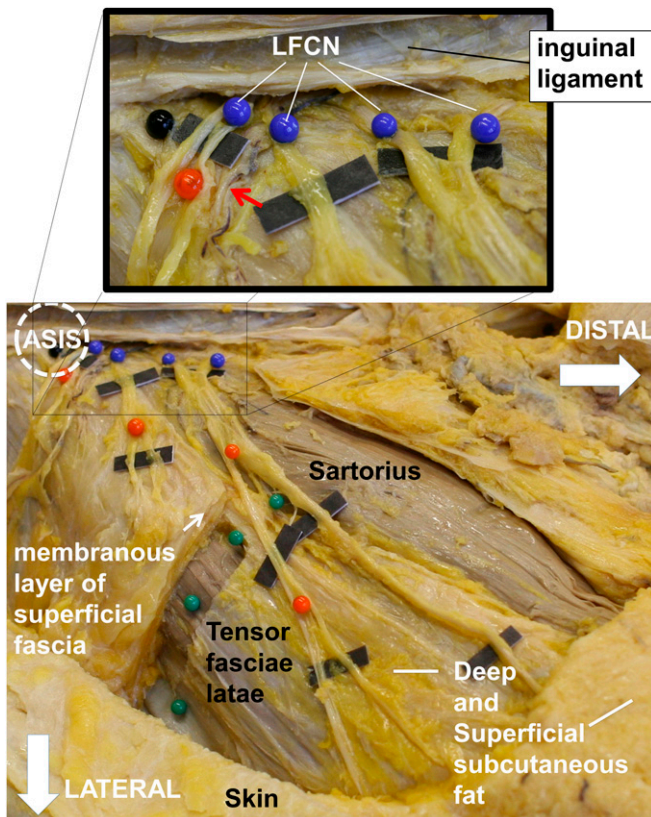 LFCN
inguinal
ligament
ASIS
DISTAL
Sartorius
membranous
layer of
superficial
fascia
Tensor
fasciae
latae
Deep
and
Superficial
subcutaneous
fat
LATERAL
Skin